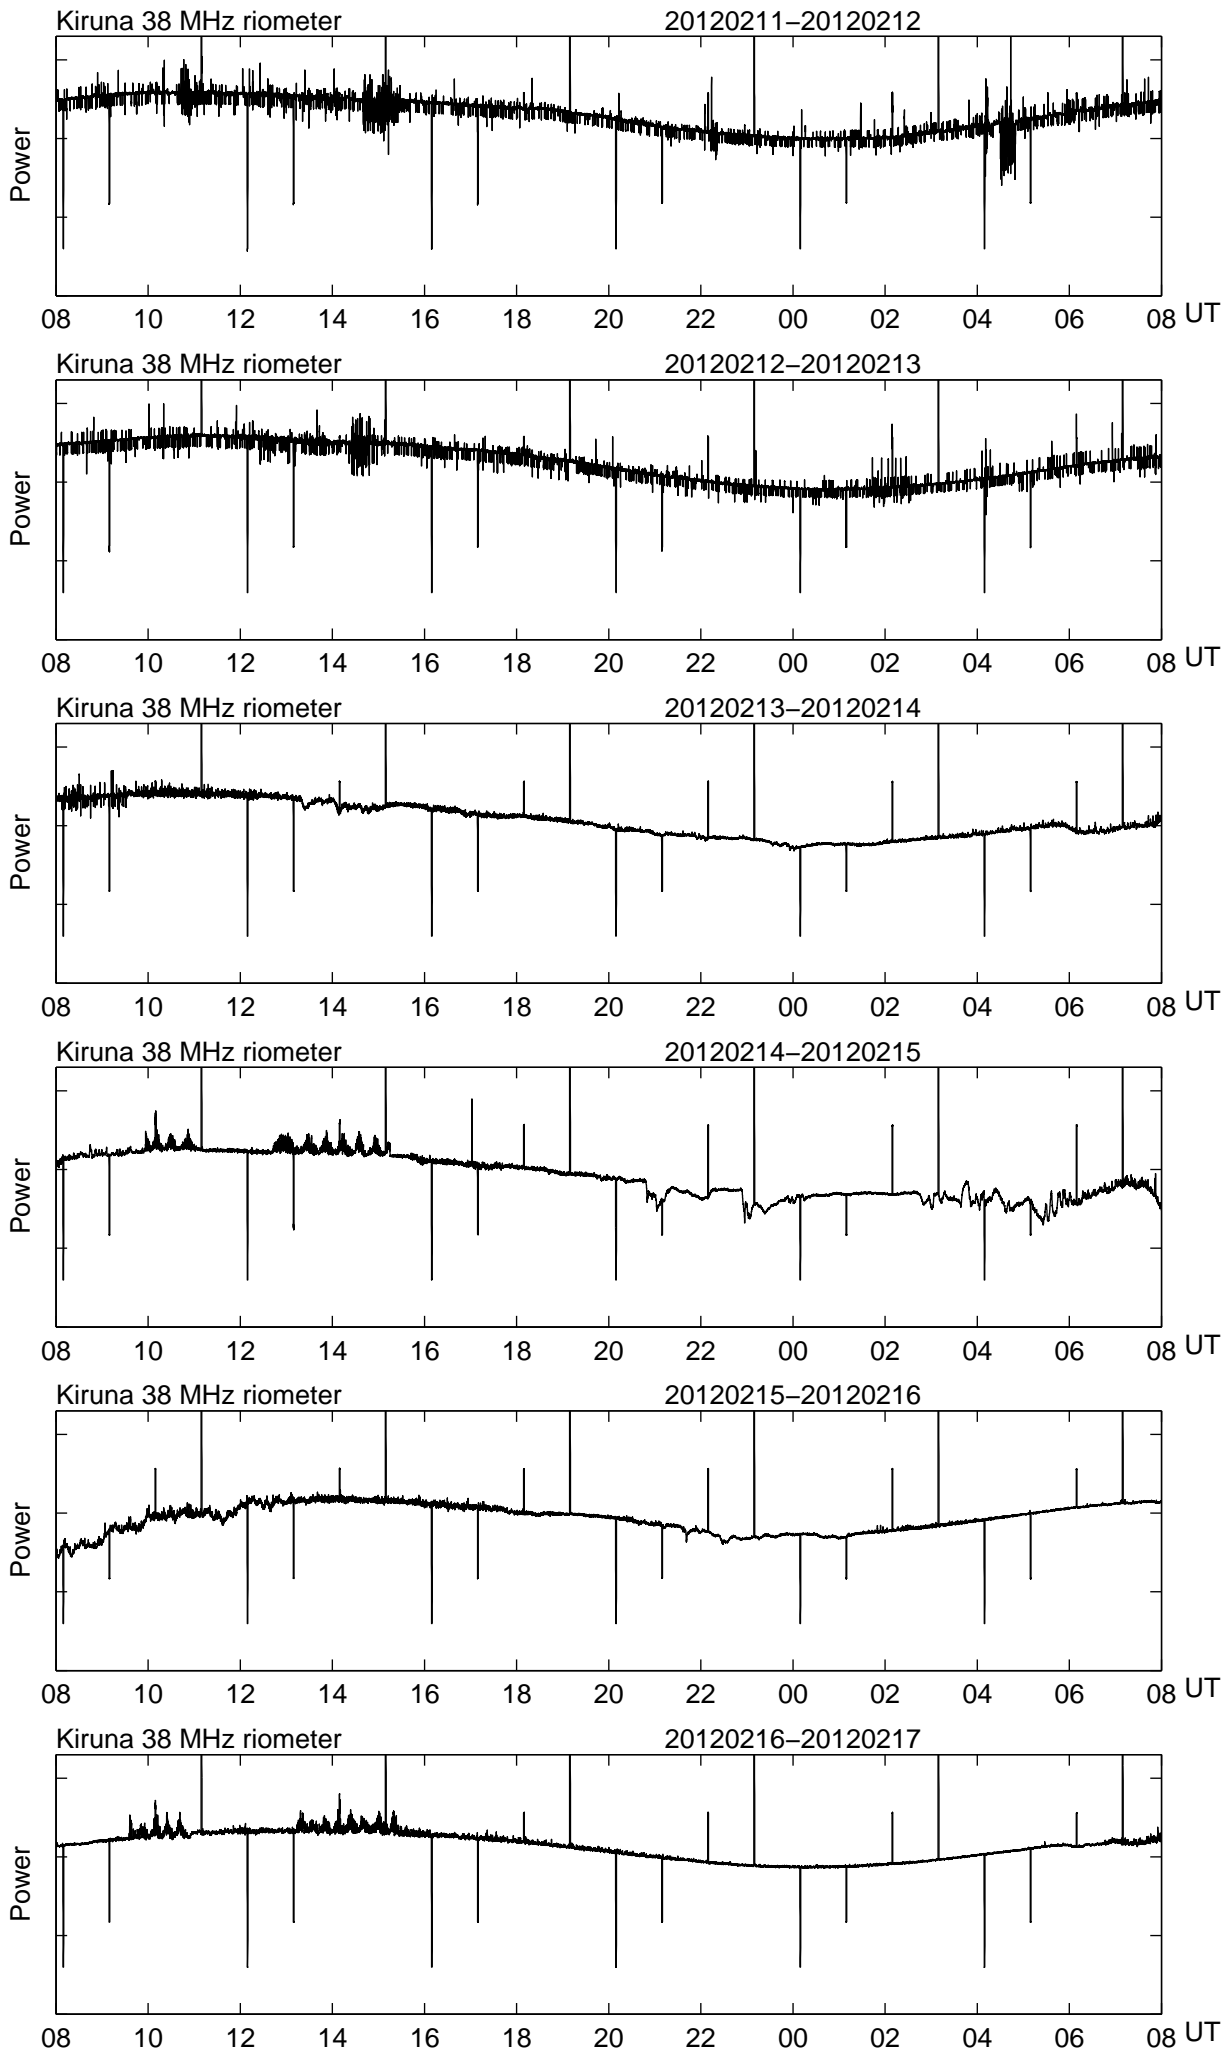 Kiruna 38 MHz riometer 20120211–20120212
Power
08 10 12 14 16 18 20 22 00 02 04 06 08 UT
Kiruna 38 MHz riometer 20120212–20120213
Power
08 10 12 14 16 18 20 22 00 02 04 06 08 UT
Kiruna 38 MHz riometer 20120213–20120214
Power
08 10 12 14 16 18 20 22 00 02 04 06 08 UT
Kiruna 38 MHz riometer 20120214–20120215
Power
08 10 12 14 16 18 20 22 00 02 04 06 08 UT
Kiruna 38 MHz riometer 20120215–20120216
Power
08 10 12 14 16 18 20 22 00 02 04 06 08 UT
Kiruna 38 MHz riometer 20120216–20120217
Power
08 10 12 14 16 18 20 22 00 02 04 06 08 UT